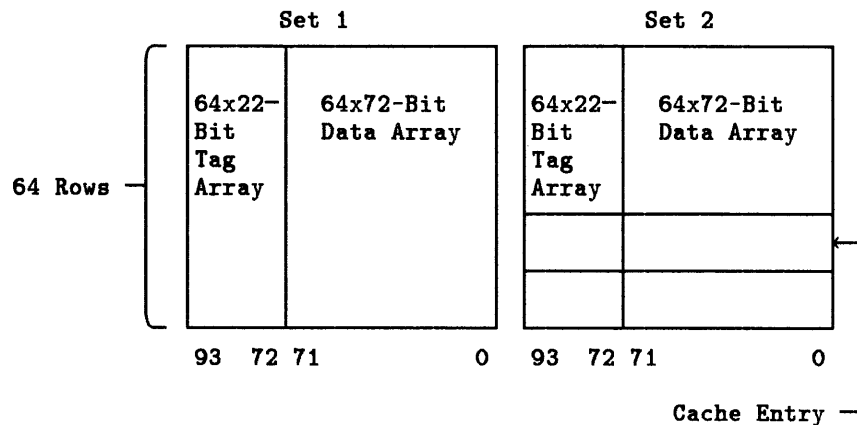 Set 1 Set 2
64x22- 64x72-Bit 64x22- 64x72-Bit
Bit Data Array Bit Data Array
Tag Tag
64 Rows Array Array
93 72 71 0 93 72 71 0
Cache Entry